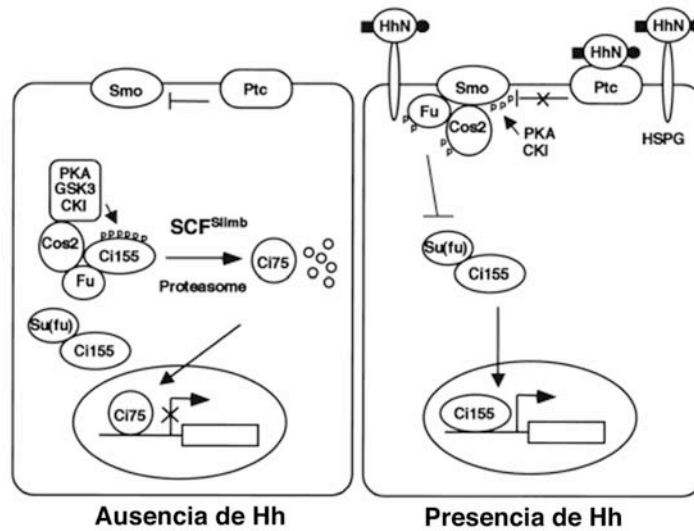 Smo
Ptc
PKA
GSK3
CKI
PPPPPP
Cos2
Ci155
Fu
SCF^Slimb
Proteasome
Ci75
Su(fu)
Ci155
Ci75
Ausencia de Hh
HhN
HhN
HhN
Smo
Ptc
Fu
Cos2
P
P
P
P
P P P
PKA
CKI
HSPG
Su(fu)
Ci155
Ci155
Presencia de Hh